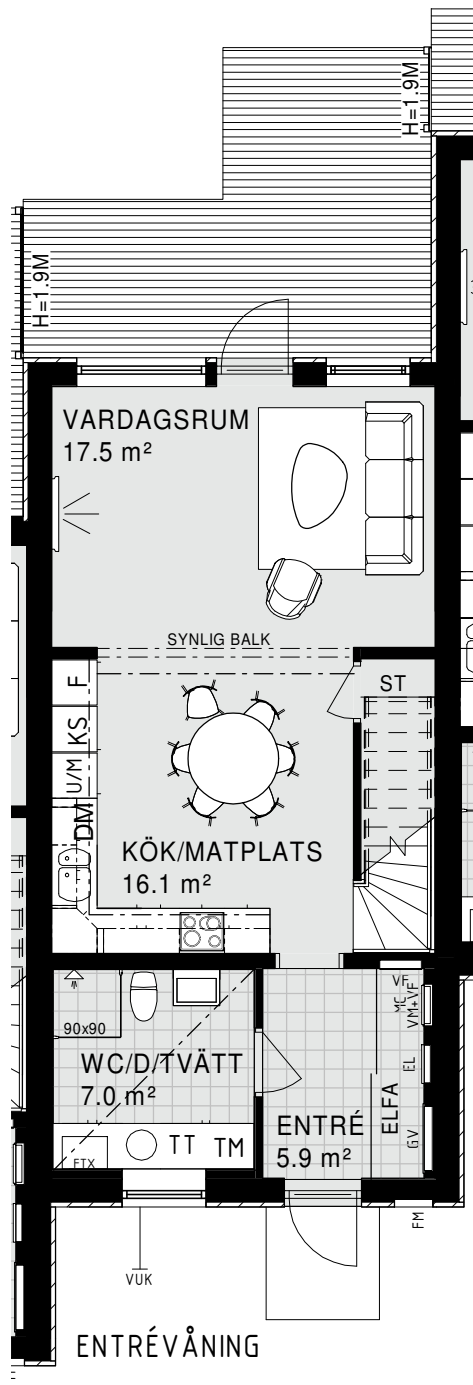 H=1.9M
H=1.9M
VARDAGSRUM
17.5 m²
SYNLIG BALK
F
ST
KS
U/M
DM
KÖK/MATPLATS
16.1 m²
VF
MC
VM+VF
90x90
WC/D/TVÄTT
7.0 m²
EL
ELFA
ENTRÉ
5.9 m²
GV
TT
TM
FTX
FM
VUK
ENTRÉVÅNING